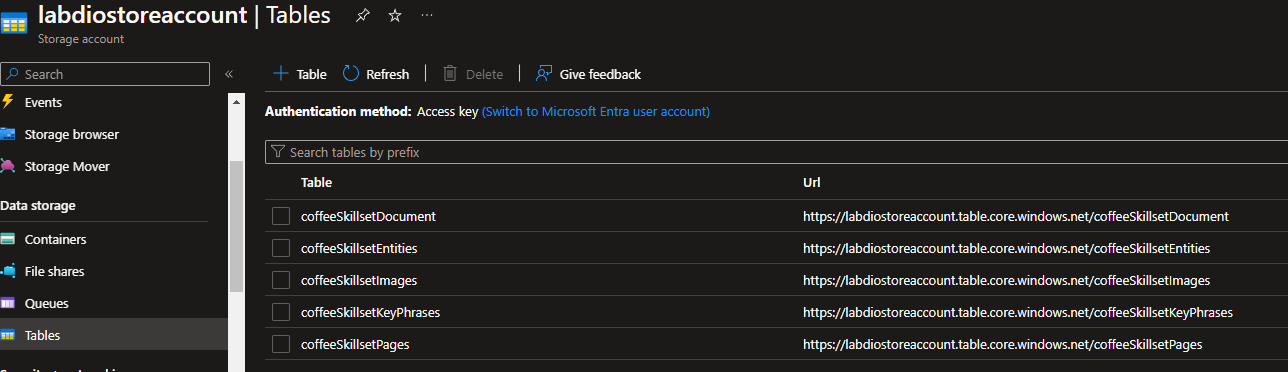 labdiostoreaccount | Tables
Storage account
Search
Events
Storage browser
Storage Mover
Data storage
Containers
File shares
Queues
Tables
Table Refresh Delete Give feedback
Authentication method: Access key (Switch to Microsoft Entra user account)
Search tables by prefix
Table Url
coffeeSkillsetDocument https://labdiostoreaccount.table.core.windows.net/coffeeSkillsetDocument
coffeeSkillsetEntities https://labdiostoreaccount.table.core.windows.net/coffeeSkillsetEntities
coffeeSkillsetImages https://labdiostoreaccount.table.core.windows.net/coffeeSkillsetImages
coffeeSkillsetKeyPhrases https://labdiostoreaccount.table.core.windows.net/coffeeSkillsetKeyPhrases
coffeeSkillsetPages https://labdiostoreaccount.table.core.windows.net/coffeeSkillsetPages